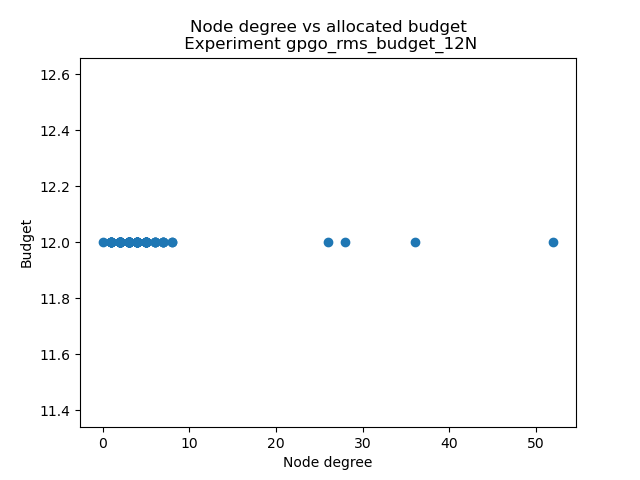 Node degree vs allocated budget
Experiment gpgo_rms_budget_12N
12.6
12.4
12.2
12.0
11.8
11.6
11.4
Budget
0 10 20 30 40 50
Node degree